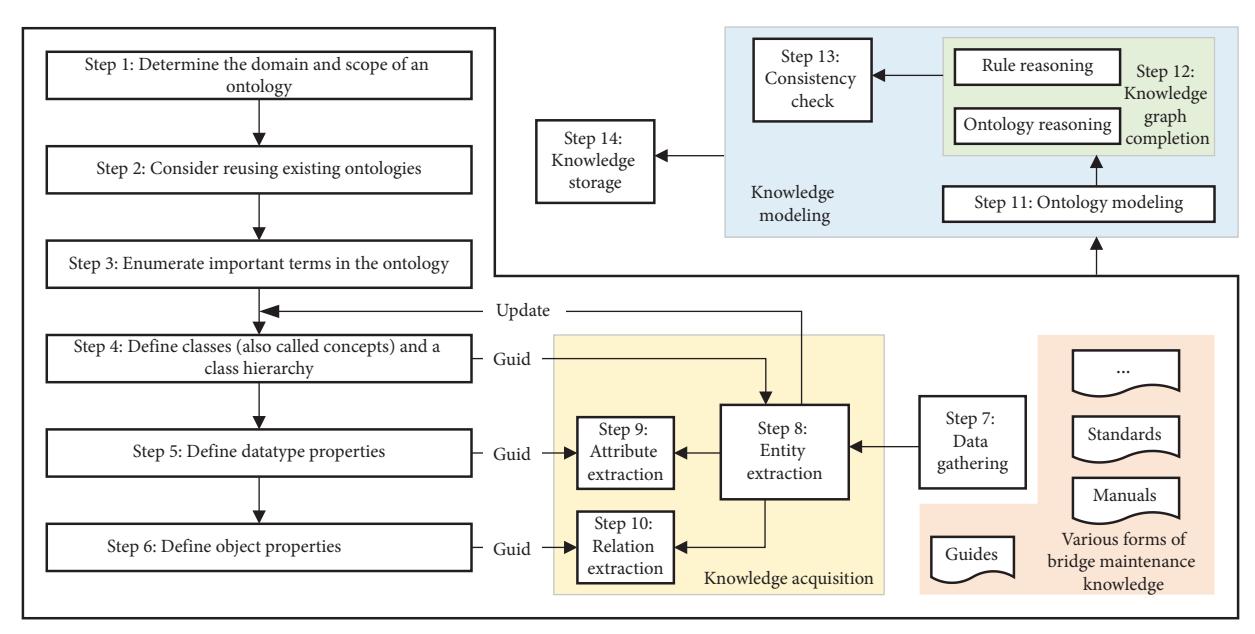 Step 1: Determine the domain and scope of an
ontology
Step 2: Consider reusing existing ontologies
Step 3: Enumerate important terms in the ontology
Update
Step 4: Define classes (also called concepts) and a
class hierarchy
Guid
Step 5: Define datatype properties
Guid
Step 6: Define object properties
Guid
Step 9:
Attribute
extraction
Step 10:
Relation
extraction
Step 8:
Entity
extraction
Knowledge acquisition
Step 7:
Data
gathering
...
Standards
Manuals
Guides
Various forms of
bridge maintenance
knowledge
Step 14:
Knowledge
storage
Knowledge
modeling
Step 13:
Consistency
check
Rule reasoning
Ontology reasoning
Step 12:
Knowledge
graph
completion
Step 11: Ontology modeling